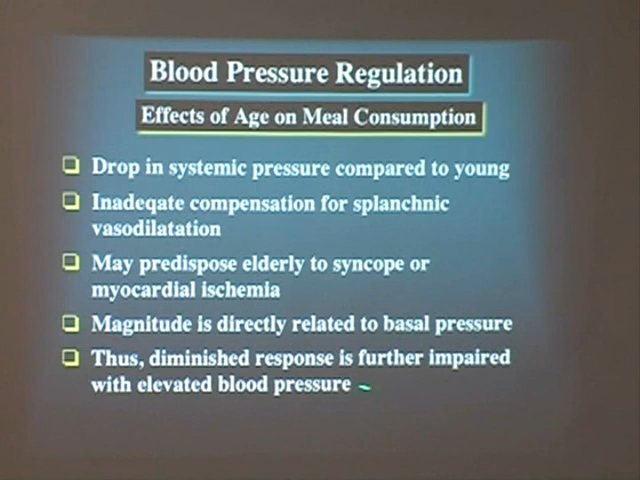 Blood Pressure Regulation
Effects of Age on Meal Consumption
Drop in systemic pressure compared to young
Inadeqate compensation for splanchnic
vasodilatation
May predispose elderly to syncope or
myocardial ischemia
Magnitude is directly related to basal pressure
Thus, diminished response is further impaired
with elevated blood pressure